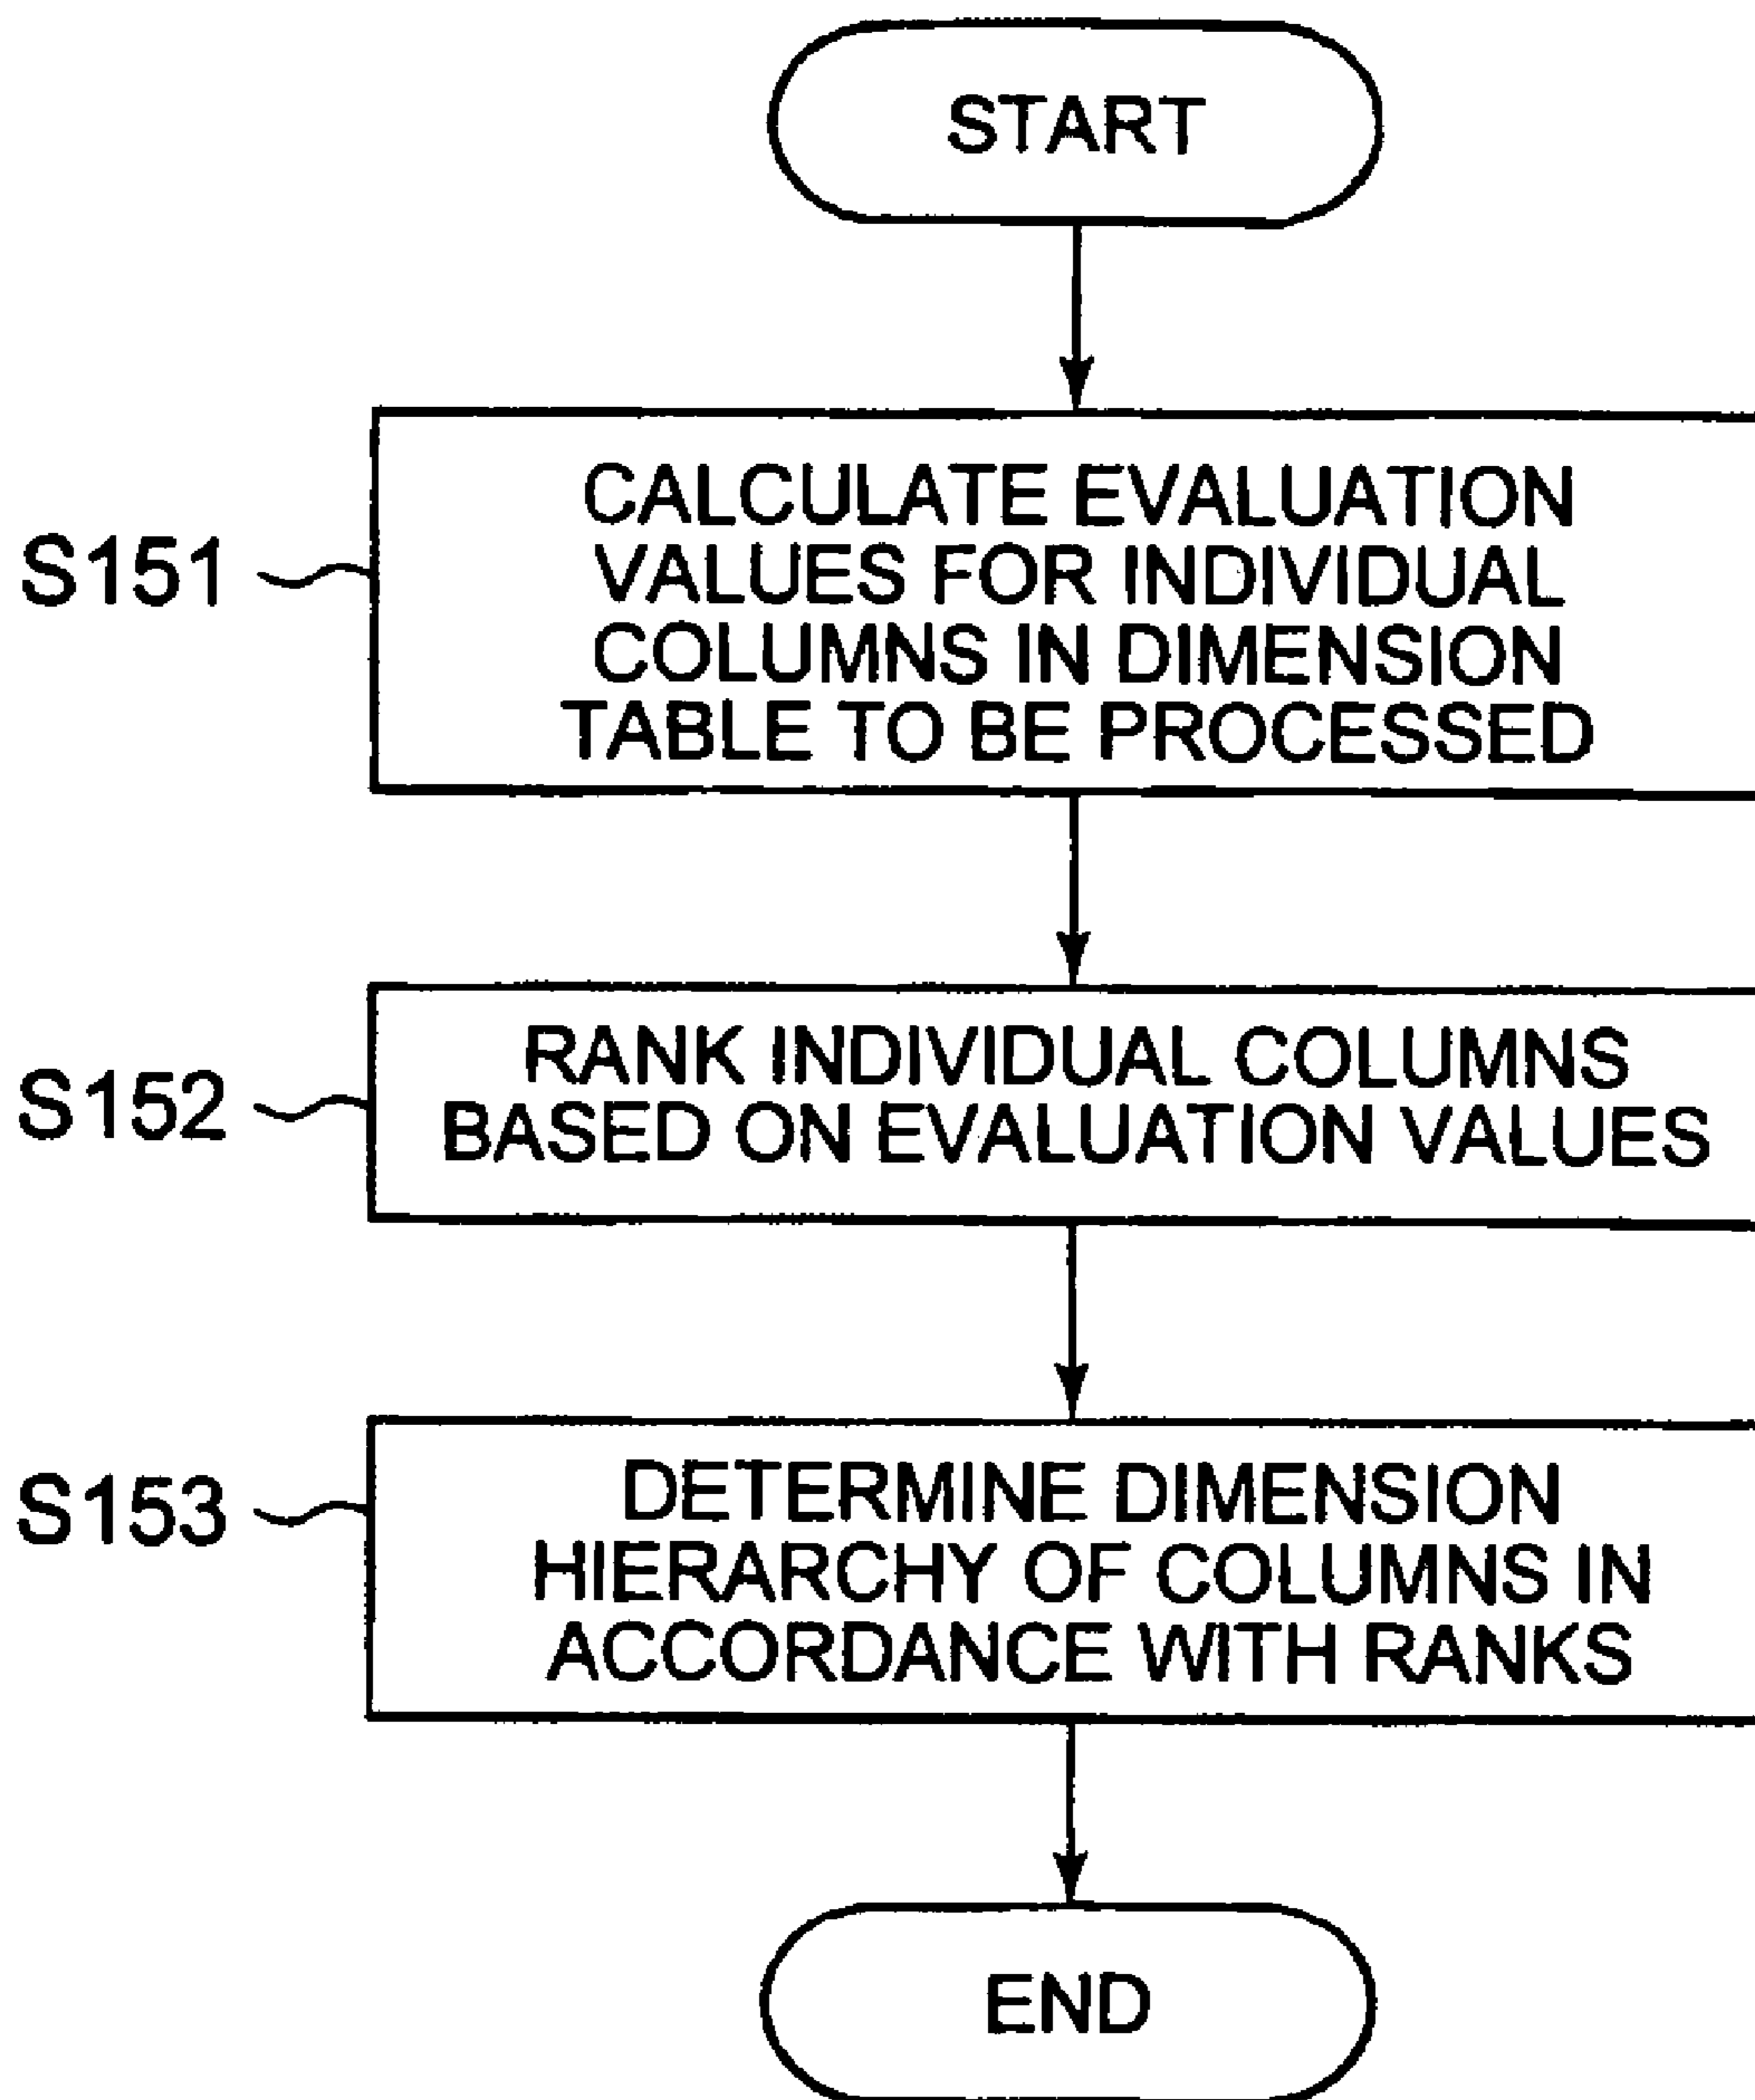 START
S151
CALCULATE EVALUATION
VALUES FOR INDIVIDUAL
COLUMNS IN DIMENSION
TABLE TO BE PROCESSED
S152
RANK INDIVIDUAL COLUMNS
BASED ON EVALUATION VALUES
S153
DETERMINE DIMENSION
HIERARCHY OF COLUMNS IN
ACCORDANCE WITH RANKS
END